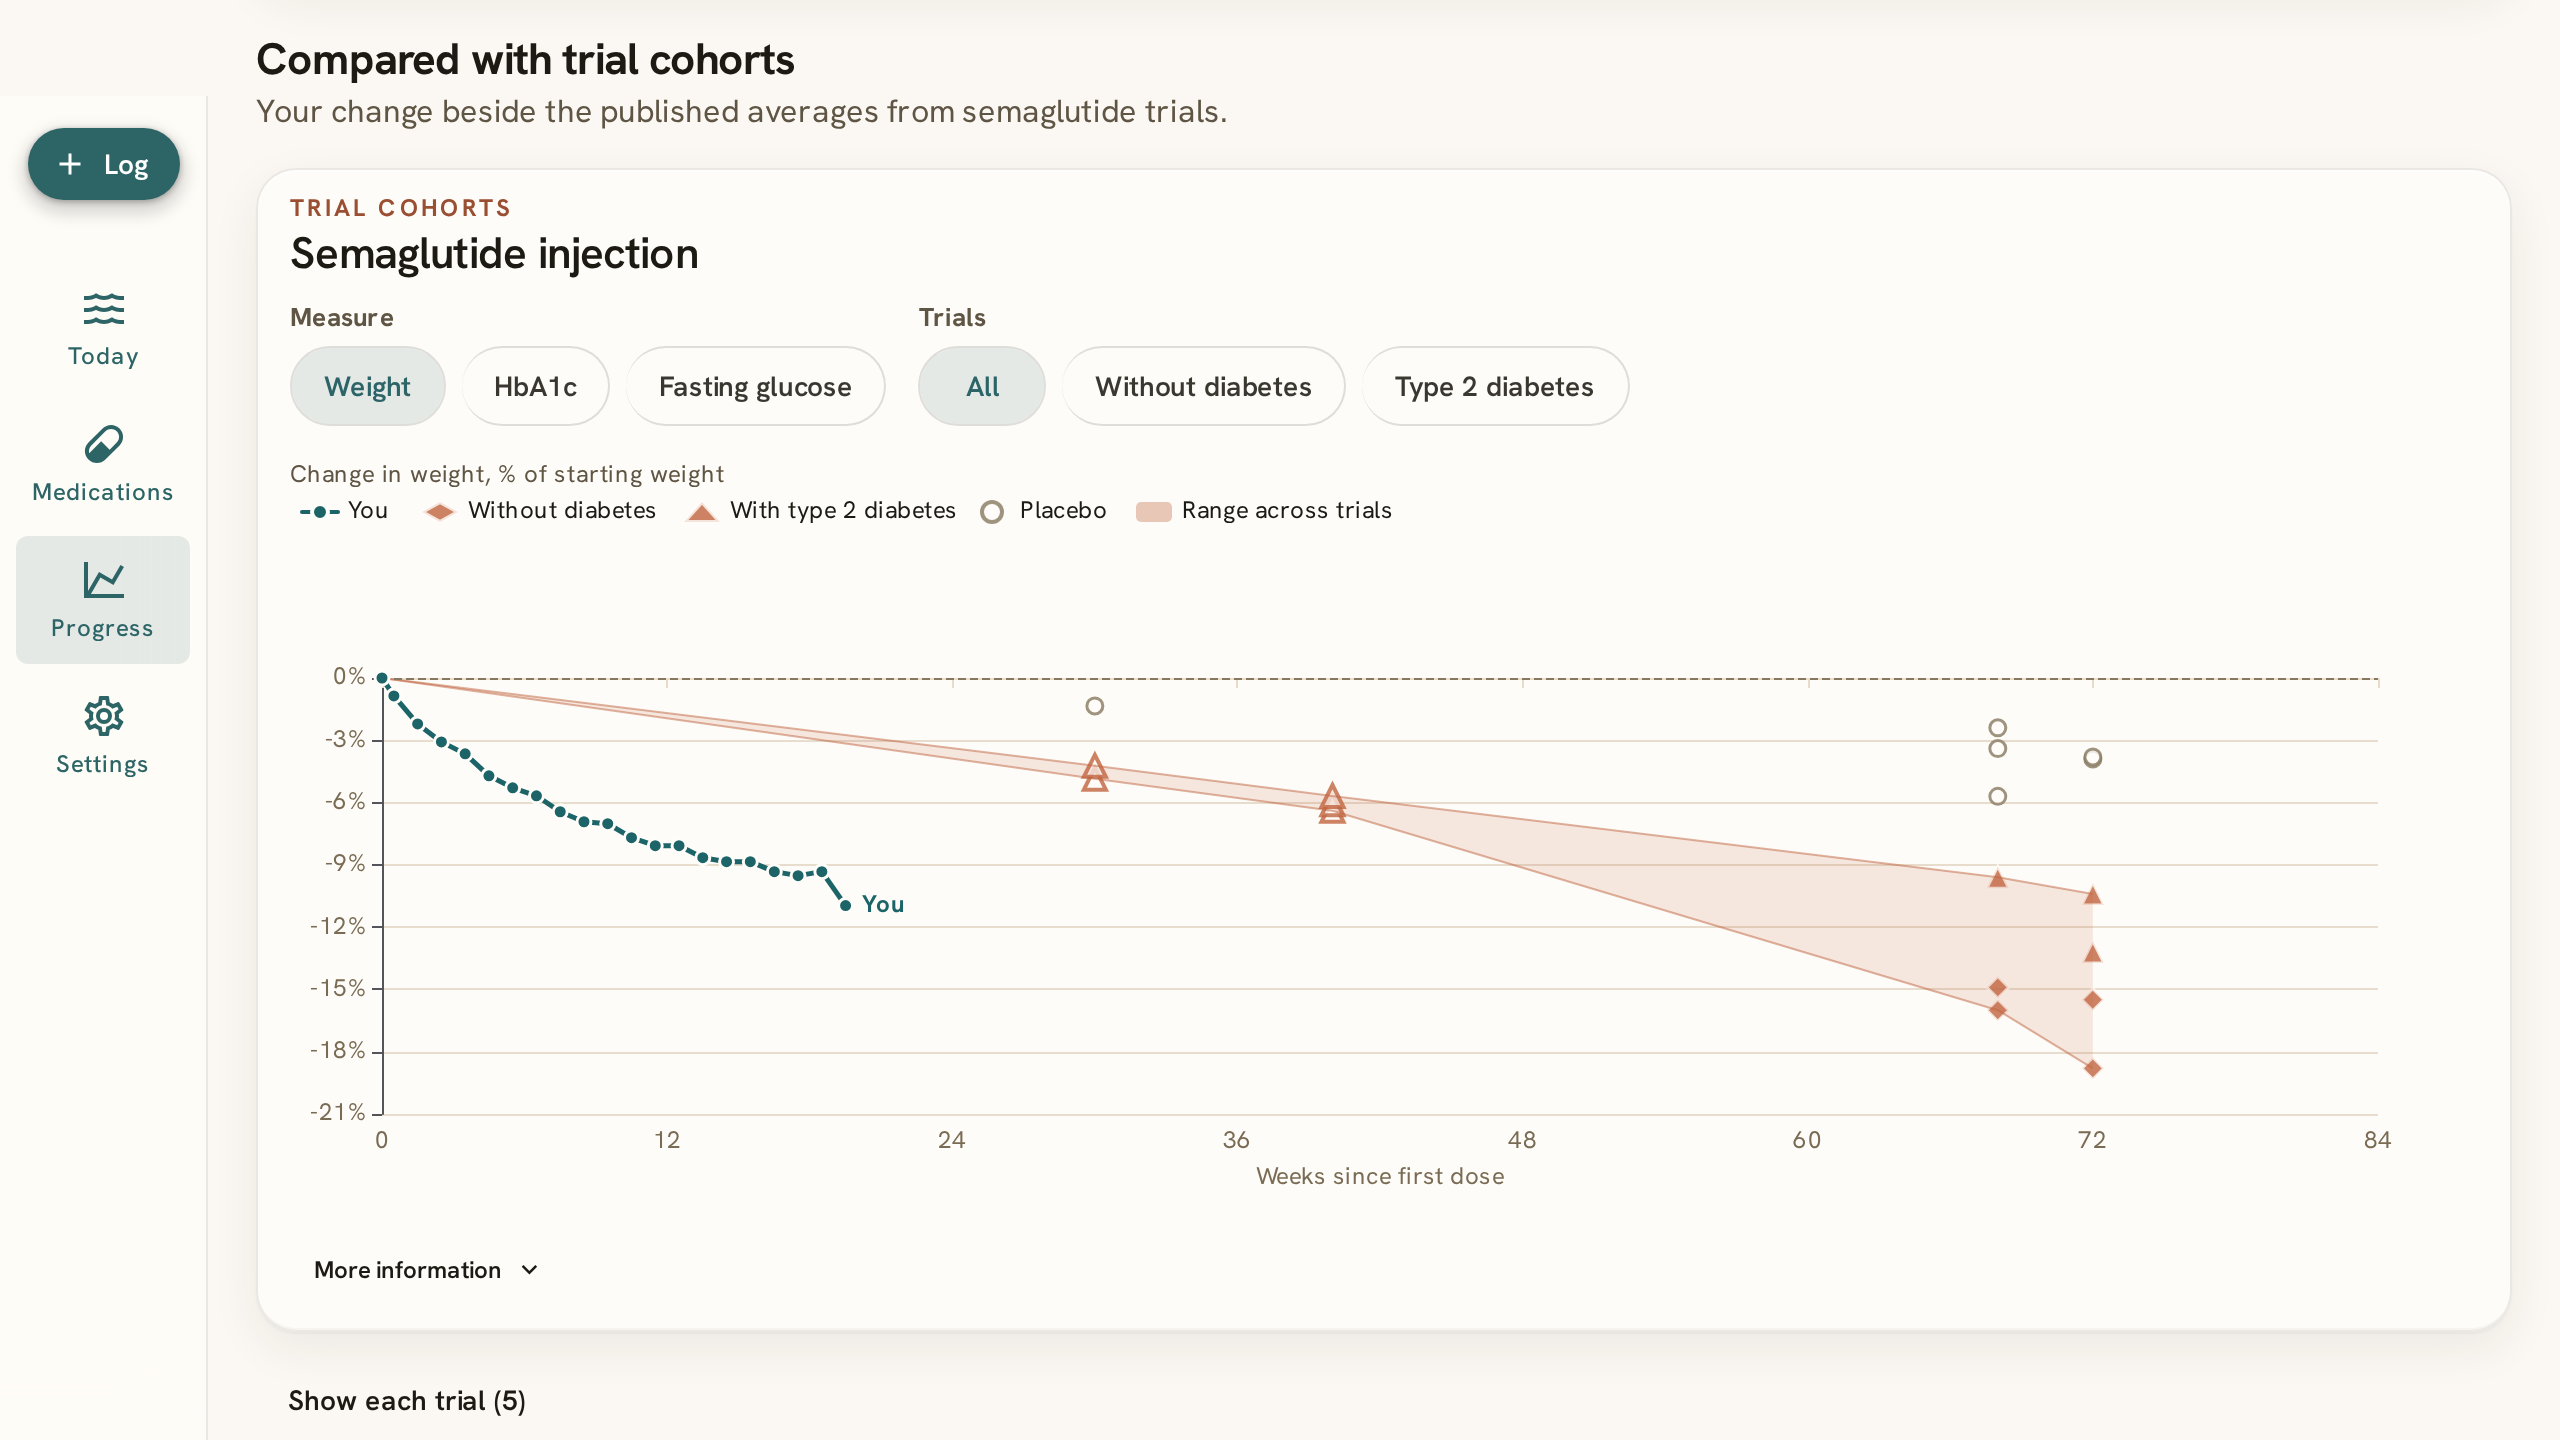 Compared with trial cohorts
Your change beside the published averages from semaglutide trials.
+ Log
Today
Medications
Progress
Settings
TRIAL COHORTS
Semaglutide injection
Measure
Trials
Weight
HbA1c
Fasting glucose
All
Without diabetes
Type 2 diabetes
Change in weight, % of starting weight
You
Without diabetes
With type 2 diabetes
Placebo
Range across trials
0%
-3%
-6%
-9%
-12%
-15%
-18%
-21%
You
0 12 24 36 48 60 72 84
Weeks since first dose
More information
Show each trial (5)